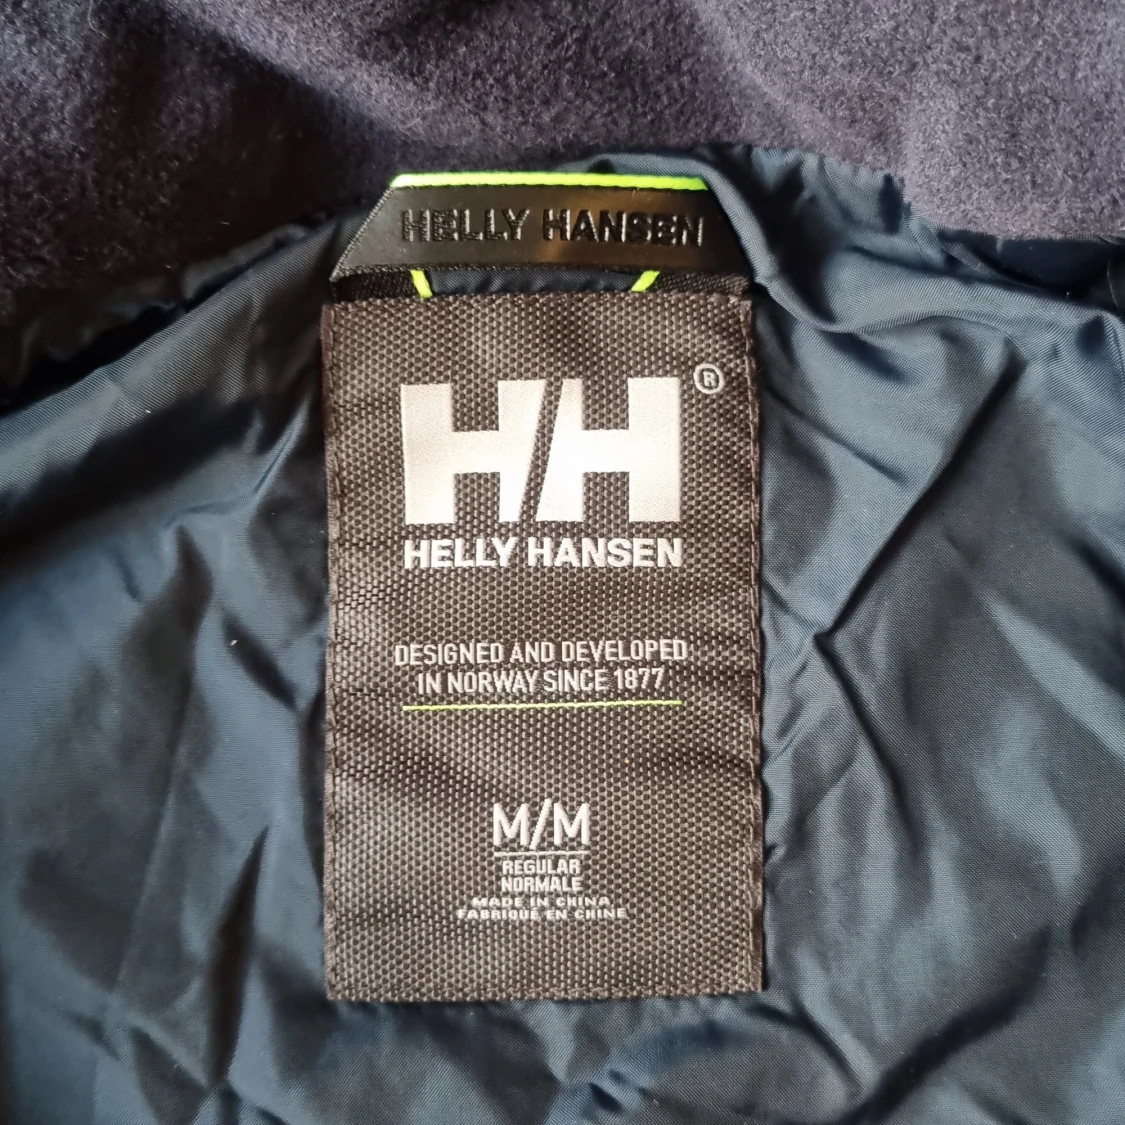 HELLY HANSEN
HH®
HELLY HANSEN
DESIGNED AND DEVELOPED
IN NORWAY SINCE 1877
M/M
REGULAR
NORMALE
MADE IN CHINA
FABRIQUÉ EN CHINE